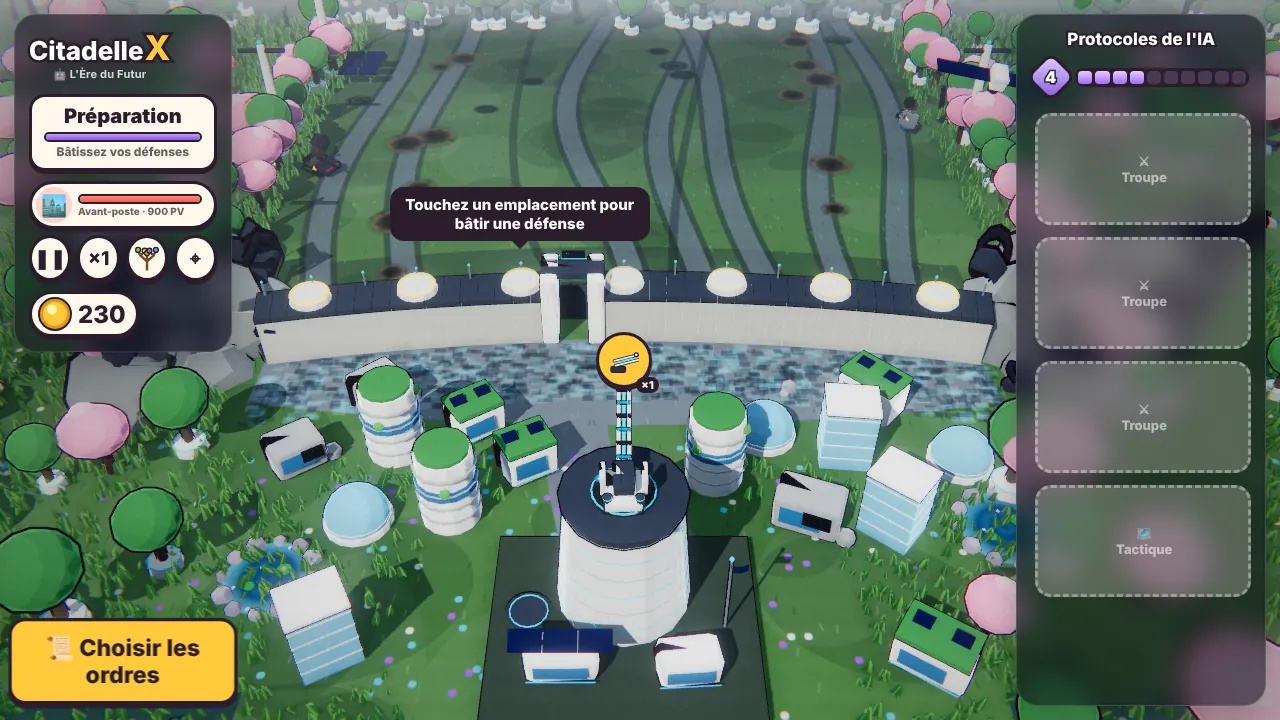 CitadelleX
🤖 L'Ère du Futur
Préparation
Bâtissez vos défenses
Avant-poste · 900 PV
×1
230
Touchez un emplacement pour
bâtir une défense
×1
📜 Choisir les
ordres
Protocoles de l'IA
4
⚔ Troupe
⚔ Troupe
⚔ Troupe
Tactique